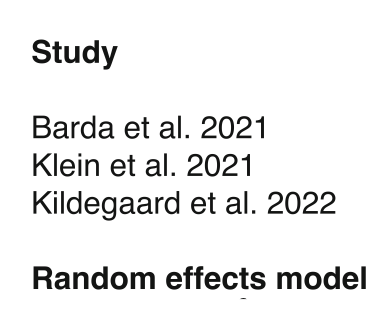 Study
Barda et al. 2021
Klein et al. 2021
Kildegaard et al. 2022
Random effects model